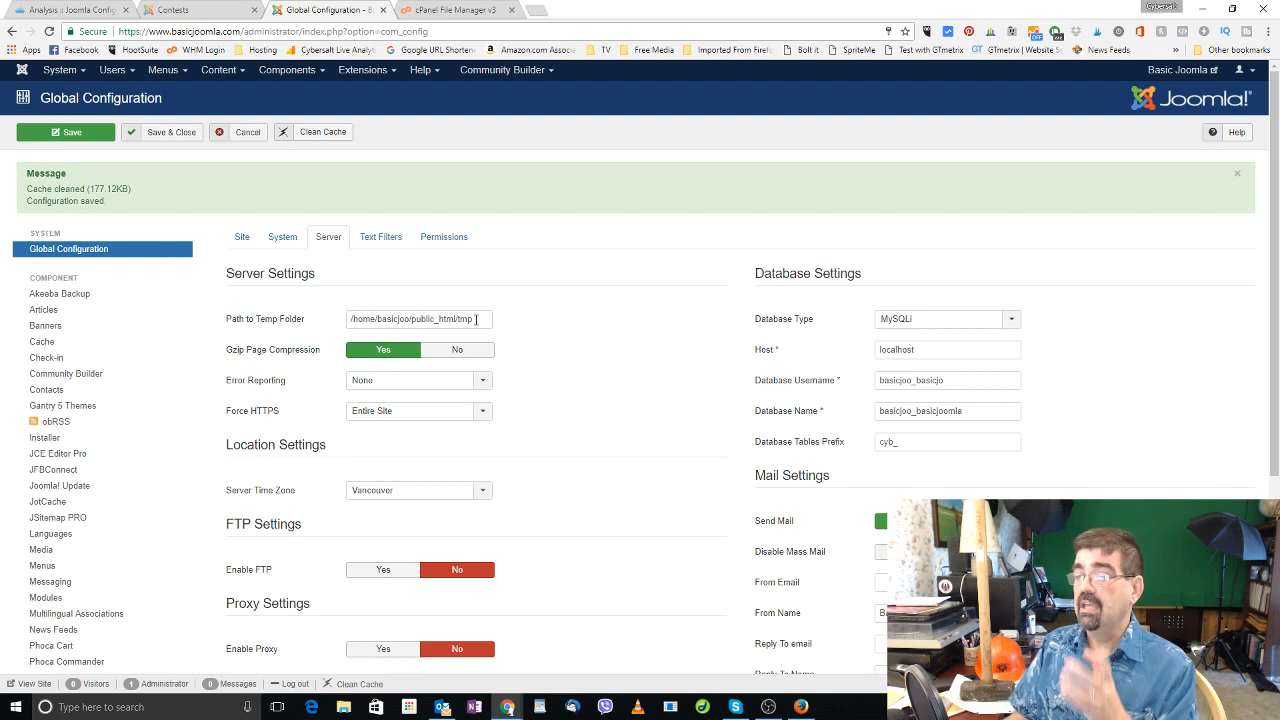 Cyberself
Analysis :: Joomla Config
Contests
Global Configuration - B
cPanel File Manager v3
Secure
https://www.basicjoomla.com/administrator/index.php?option=com_config
Apps
Facebook
HootSuite
WHM Login
Hosting
Google URL Shorten
Amazon.com Associ
TV
Free Media
Imported From Firef
Bolt it
SpriteMe
Test with GTmetrix
GTmetrix | Website
News Feeds
Other bookmarks
System
Users
Menus
Content
Components
Extensions
Help
Community Builder
Basic Joomla
Global Configuration
Joomla!
Save
Save & Close
Cancel
Clean Cache
Help
Message
Cache cleaned (177.12KB)
Configuration saved.
SYSTEM
Global Configuration
COMPONENT
Akeeba Backup
Articles
Banners
Cache
Check-in
Community Builder
Contacts
Gantry 5 Themes
obRSS
Installer
JCE Editor Pro
JFBConnect
Joomla! Update
JotCache
JSitemap PRO
Languages
Media
Menus
Messaging
Modules
Multilingual Associations
News Feeds
Phoca Cart
Phoca Commander
Site
System
Server
Text Filters
Permissions
Server Settings
Path to Temp Folder
/home/basicjoo/public_html/tmp
Gzip Page Compression
Yes
No
Error Reporting
None
Force HTTPS
Entire Site
Location Settings
Server Time Zone
Vancouver
FTP Settings
Enable FTP
Yes
No
Proxy Settings
Enable Proxy
Yes
No
Database Settings
Database Type
MySQLi
Host *
localhost
Database Username *
basicjoo_basicjo
Database Name *
basicjoo_basicjoomla
Database Tables Prefix
cyb_
Mail Settings
Send Mail
Disable Mass Mail
From Email
From Name
B
Reply To email
View Site
0 Visitors
1 Administrator
0 Messages
Log out
Clean Cache
Type here to search